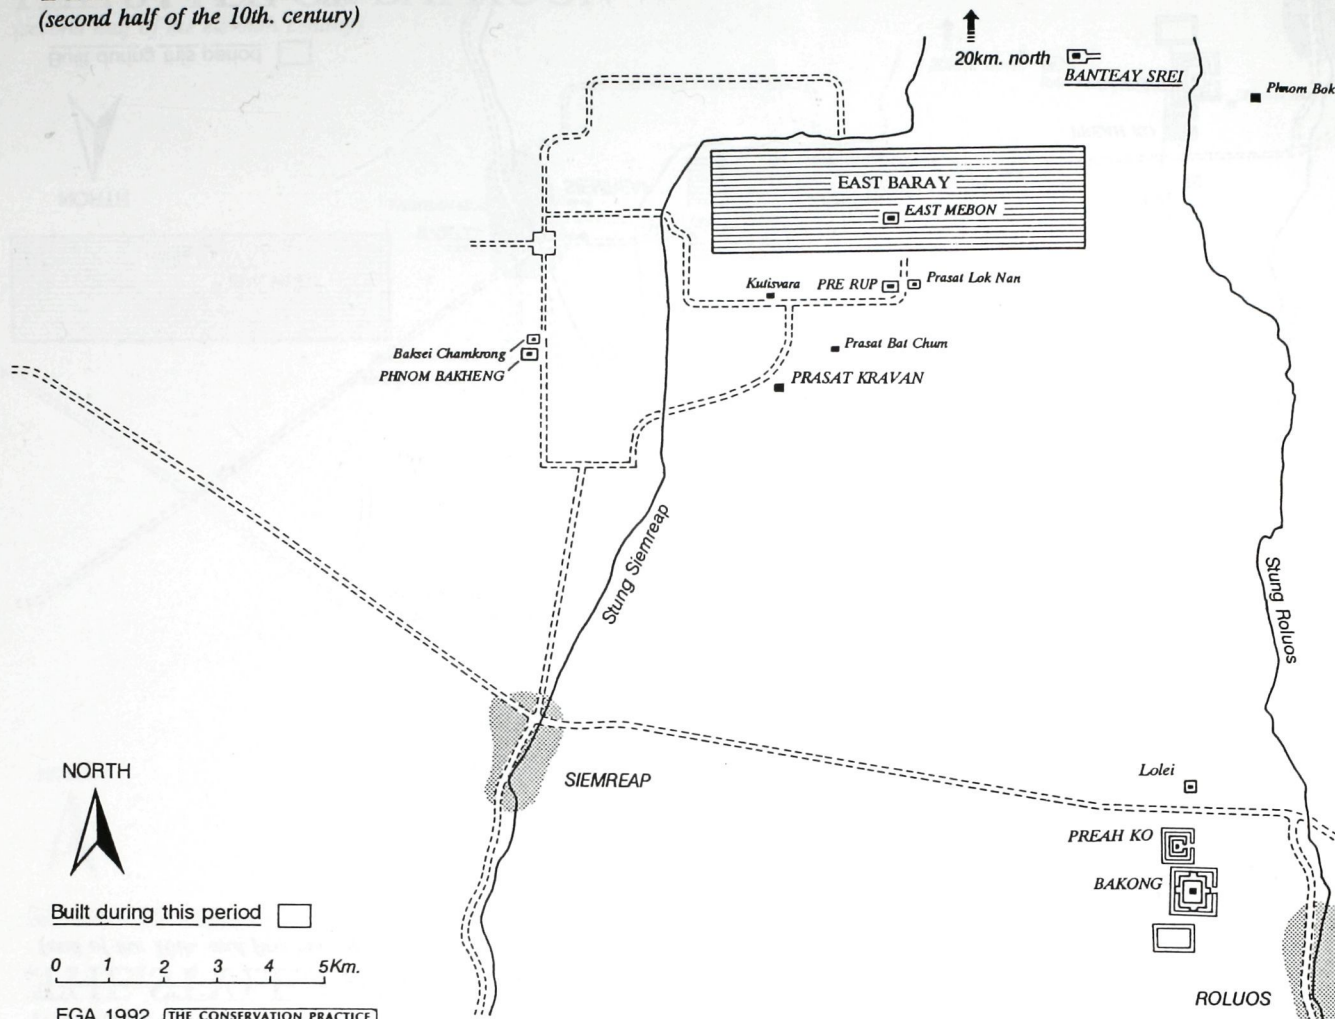 (second half of the 10th. century)
20km. north
BANTEAY SREI
Phnom Bok
EAST BARAY
EAST MEBON
Kutisvara
PRE RUP
Prasat Lok Nan
Prasat Bat Chum
Baksei Chamkrong
PHNOM BAKHENG
PRASAT KRAVAN
Stung Siemreap
Stung Roluos
SIEMREAP
NORTH
Lolei
PREAH KO
BAKONG
Built during this period
0 1 2 3 4 5Km.
ROLUOS
EGA 1992 THE CONSERVATION PRACTICE